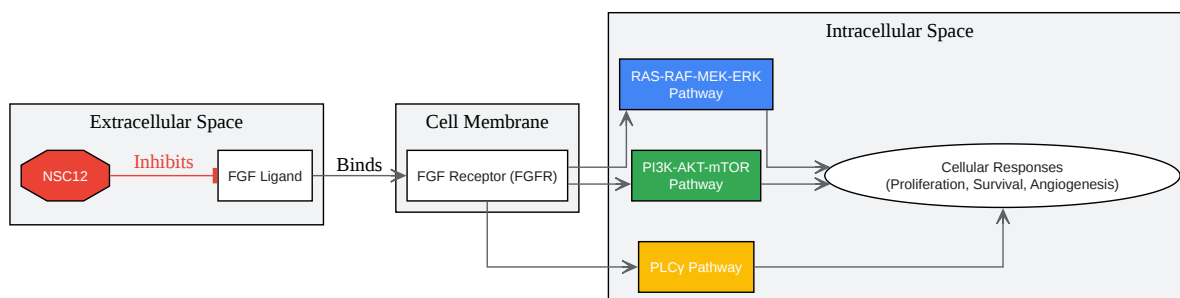 Intracellular Space
RAS-RAF-MEK-ERK
Pathway
Extracellular Space
Cell Membrane
NSC12
Inhibits
FGF Ligand
Binds
FGF Receptor (FGFR)
PI3K-AKT-mTOR
Pathway
Cellular Responses
(Proliferation, Survival, Angiogenesis)
PLCγ Pathway